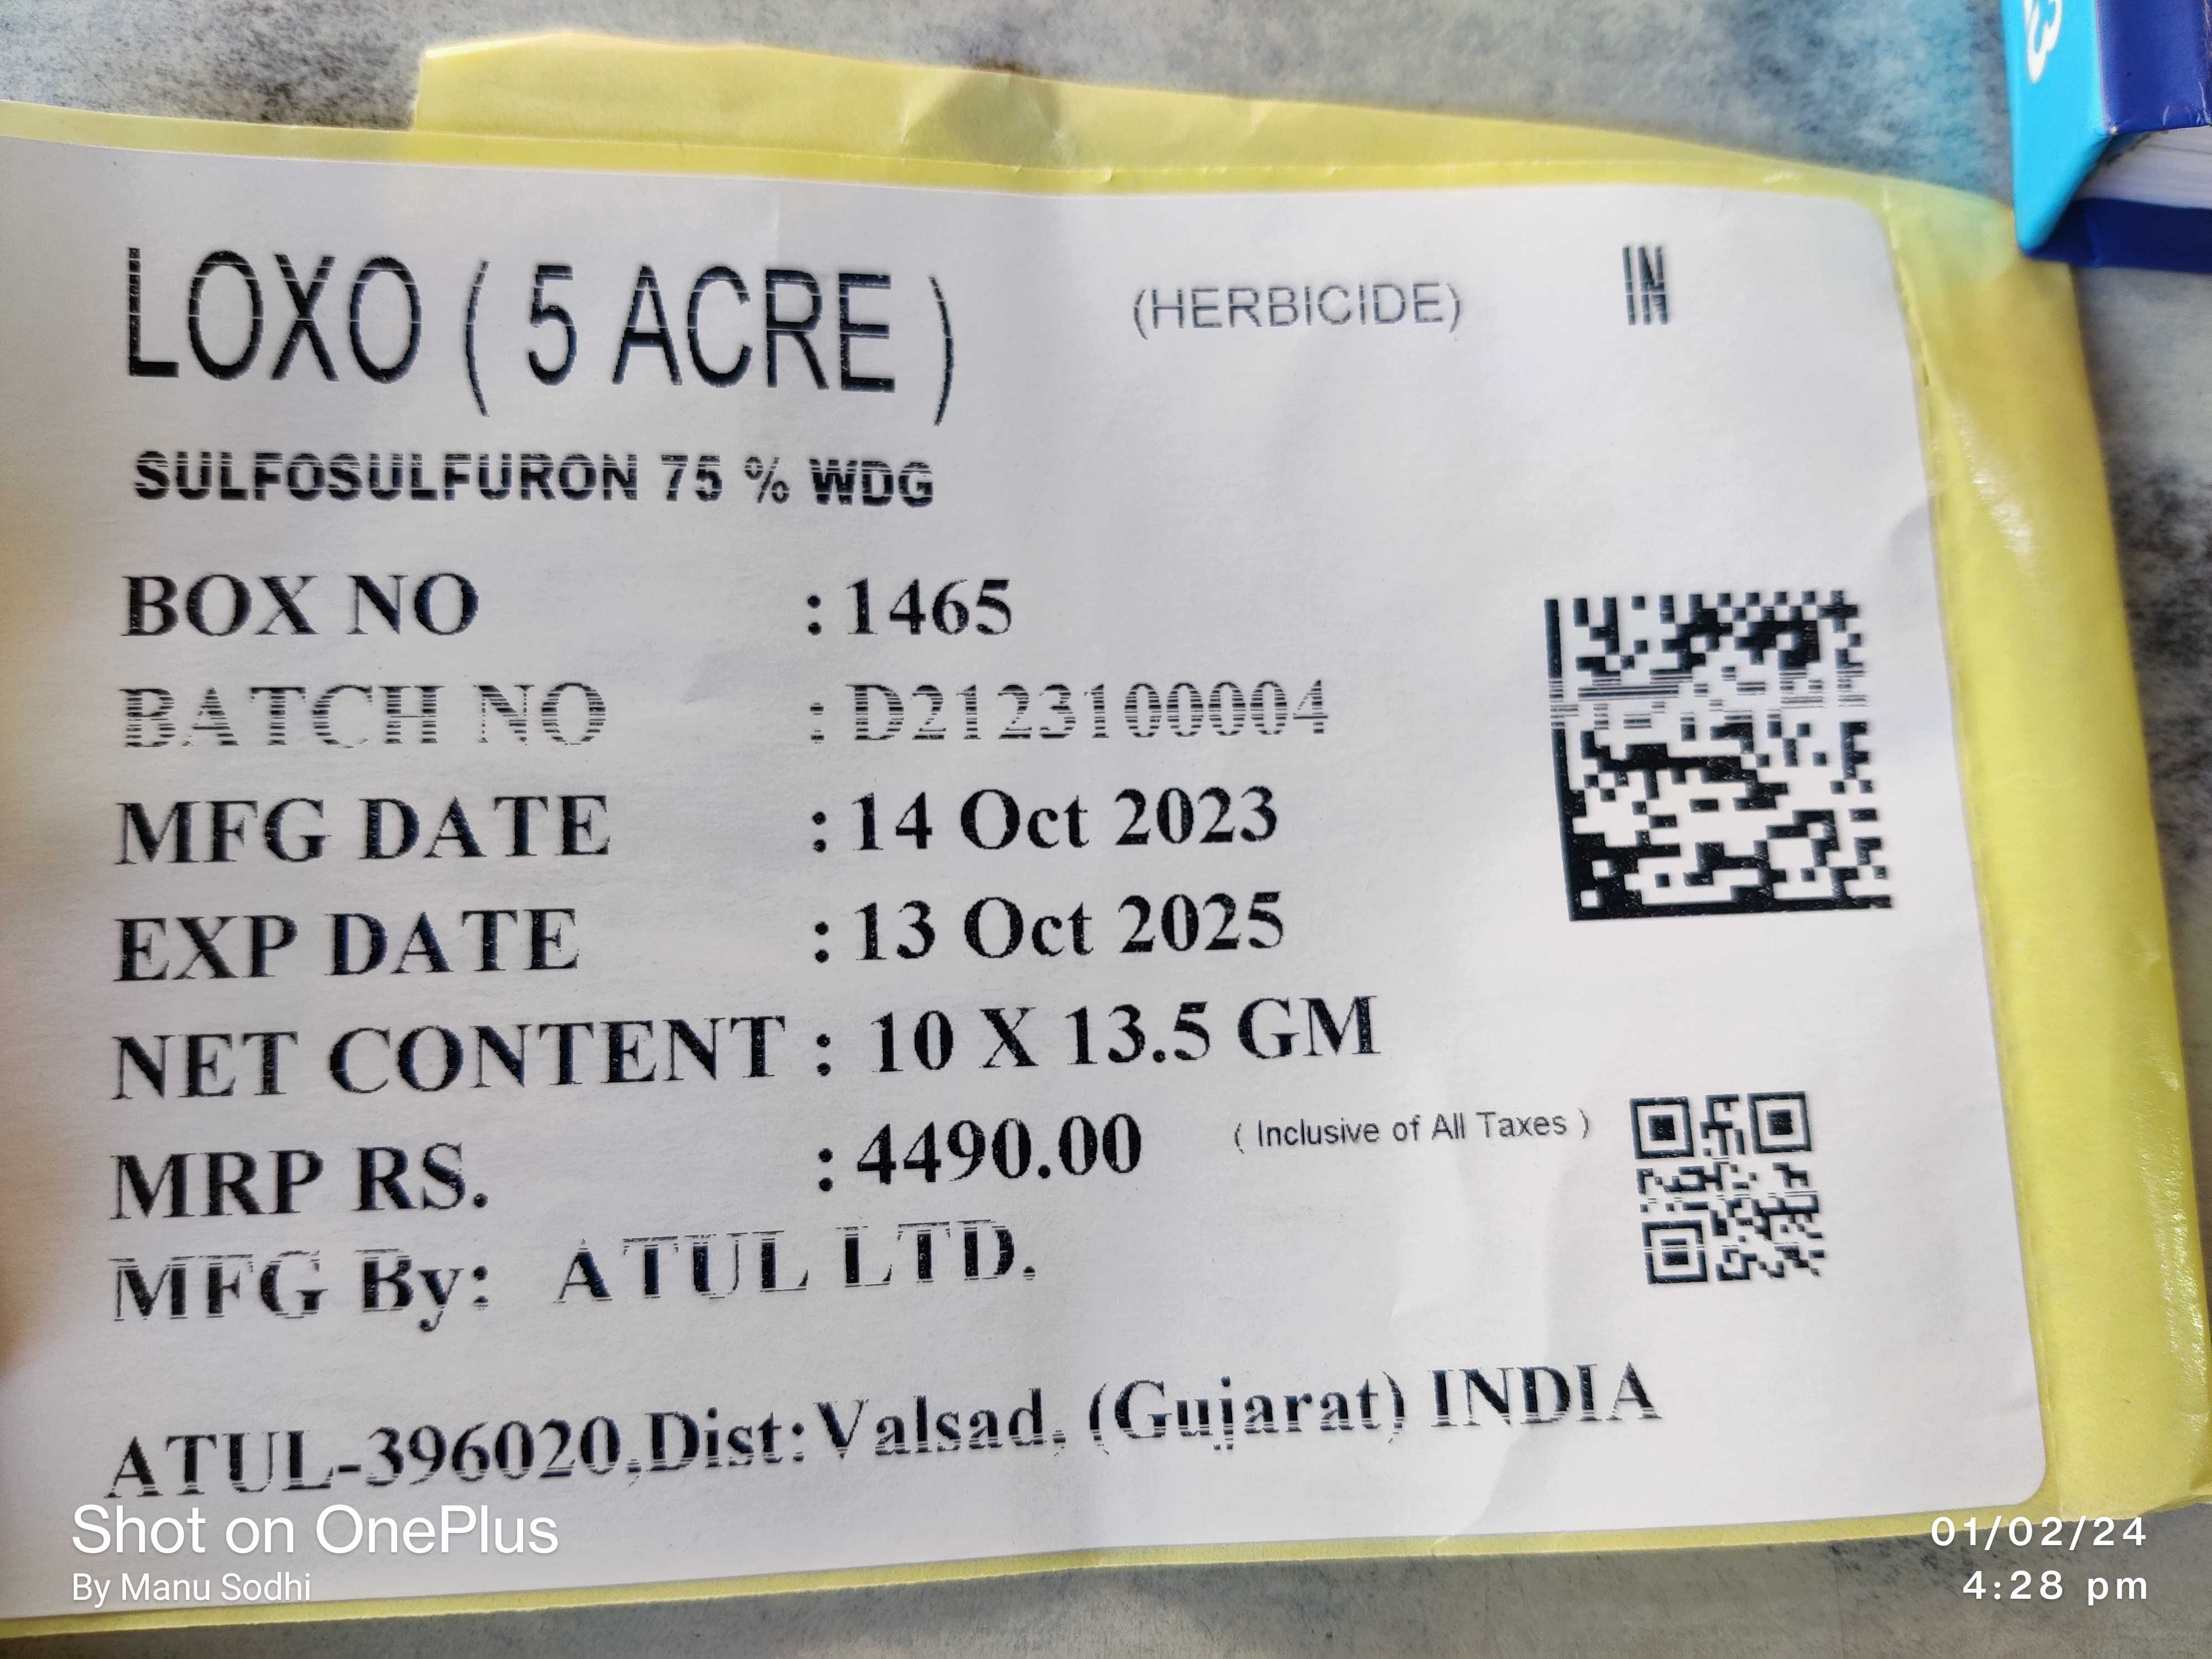 LOXO ( 5 ACRE ) (HERBICIDE) IN
SULFOSULFURON 75 % WDG
BOX NO : 1465
BATCH NO : D2123100004
MFG DATE : 14 Oct 2023
EXP DATE : 13 Oct 2025
NET CONTENT : 10 X 13.5 GM
MRP RS. : 4490.00 ( Inclusive of All Taxes )
MFG By: ATUL LTD.
ATUL-396020,Dist:Valsad, (Gujarat) INDIA
Shot on OnePlus
By Manu Sodhi
01/02/24
4:28 pm